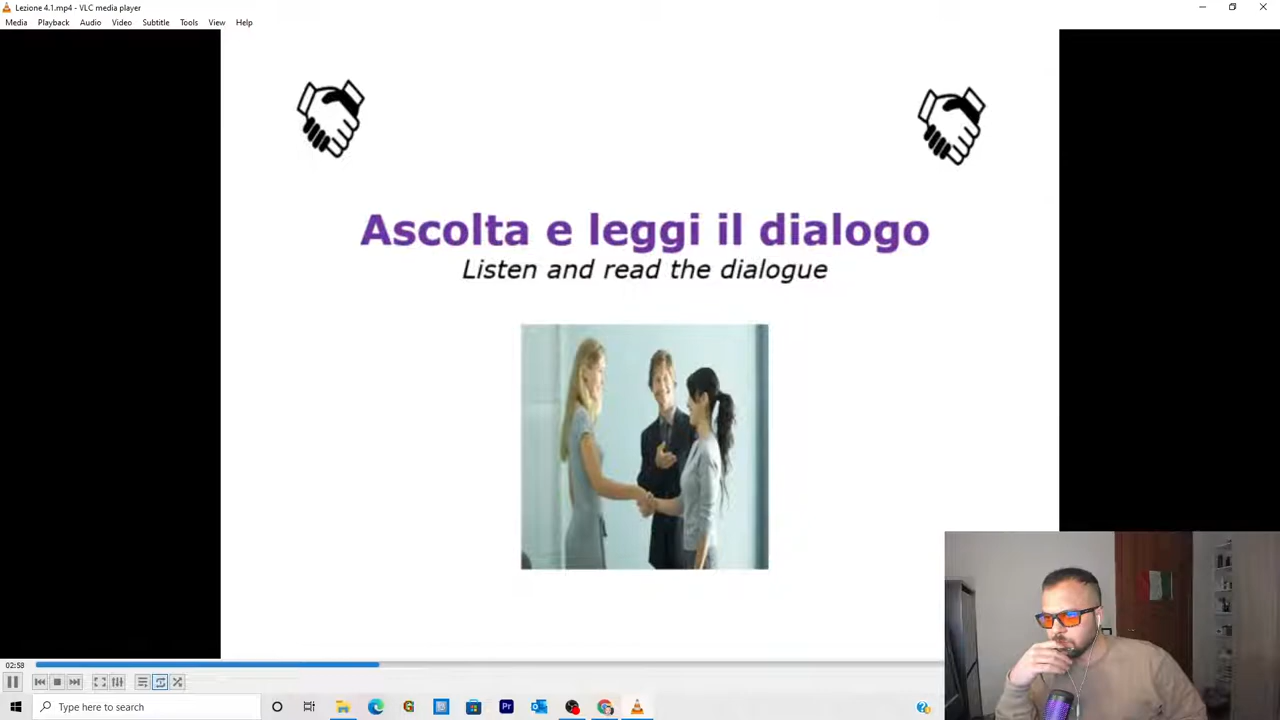 Lezione 4.1.mp4 - VLC media player
Media Playback Audio Video Subtitle Tools View Help
Ascolta e leggi il dialogo
Listen and read the dialogue
02:58
Type here to search
Pr